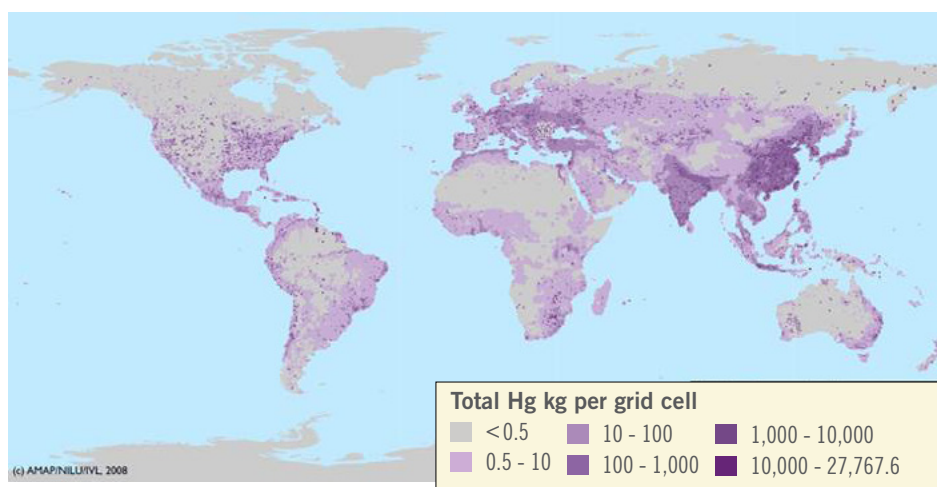 Total Hg kg per grid cell
<0.5
10 - 100
1,000 - 10,000
0.5 - 10
100 - 1,000
10,000 - 27,767.6
(c) AMAP/NILU/IVL, 2008